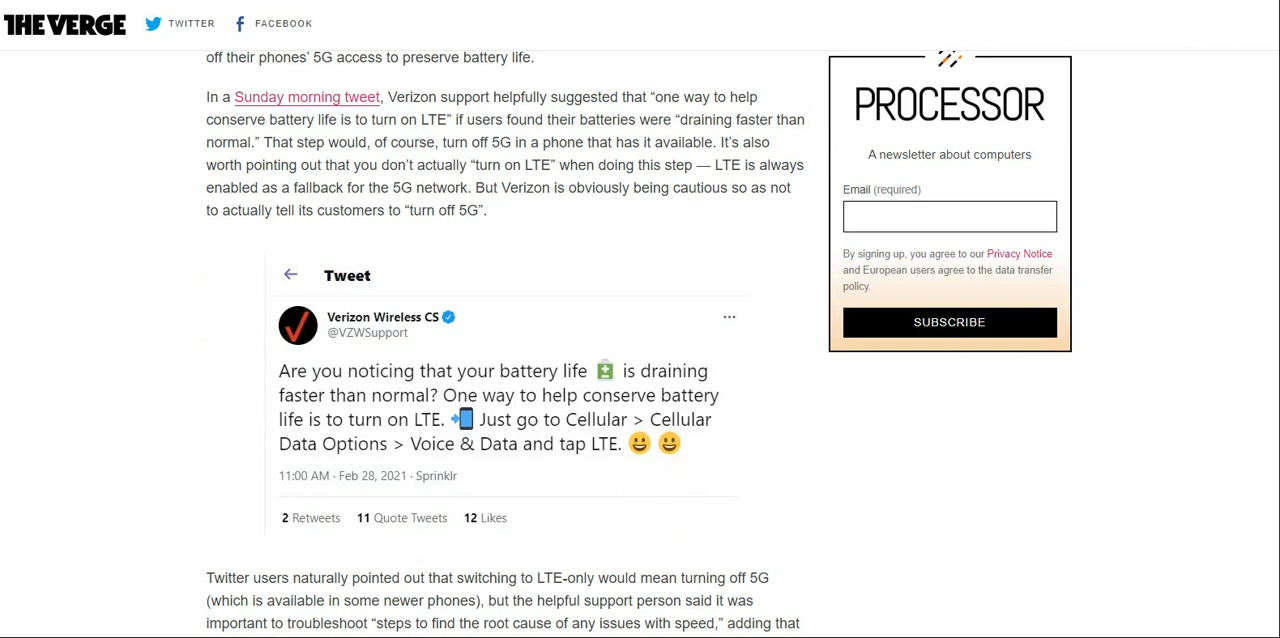 THE VERGE TWITTER FACEBOOK
off their phones’ 5G access to preserve battery life.
In a Sunday morning tweet, Verizon support helpfully suggested that “one way to help
conserve battery life is to turn on LTE” if users found their batteries were “draining faster than
normal.” That step would, of course, turn off 5G in a phone that has it available. It’s also
worth pointing out that you don’t actually “turn on LTE” when doing this step — LTE is always
enabled as a fallback for the 5G network. But Verizon is obviously being cautious so as not
to actually tell its customers to “turn off 5G”.
Tweet
Verizon Wireless CS
@VZWSupport
Are you noticing that your battery life 🔋 is draining
faster than normal? One way to help conserve battery
life is to turn on LTE. 📲 Just go to Cellular > Cellular
Data Options > Voice & Data and tap LTE. 😀 😀
11:00 AM · Feb 28, 2021 · Sprinklr
2 Retweets 11 Quote Tweets 12 Likes
Twitter users naturally pointed out that switching to LTE-only would mean turning off 5G
(which is available in some newer phones), but the helpful support person said it was
important to troubleshoot “steps to find the root cause of any issues with speed,” adding that
PROCESSOR
A newsletter about computers
Email (required)
By signing up, you agree to our Privacy Notice
and European users agree to the data transfer
policy.
SUBSCRIBE